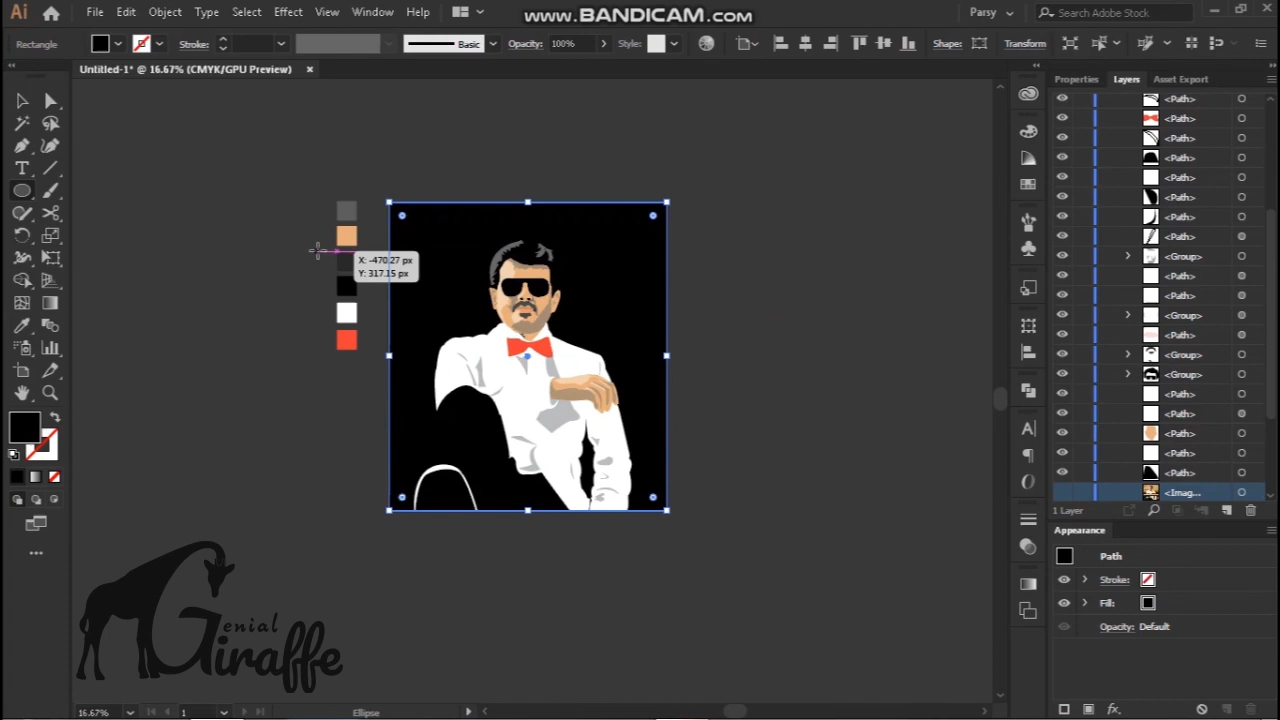 Ai File Edit Object Type Select Effect View Window Help www.BANDICAM.com Parsy Search Adobe Stock
Rectangle Stroke: Basic Opacity: 100% Style: Shape: Transform
Untitled-1* @ 16.67% (CMYK/GPU Preview) ×
Properties Layers Asset Export
<Path>
<Path>
<Path>
<Path>
<Path>
<Path>
<Path>
<Path>
<Group>
<Path>
<Path>
<Group>
<Path>
<Group>
<Group>
<Path>
<Path>
<Path>
<Path>
<Path>
<Imag...
1 Layer
X: -470.27 px
Y: 317.15 px
Appearance
Path
Stroke:
Fill:
Opacity: Default
Genial
Giraffe
16.67% 1 Ellipse